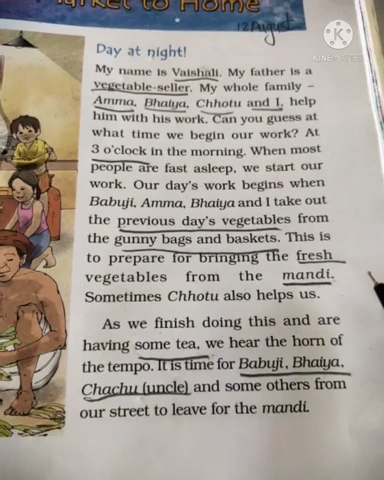 Market to Home
12 August
KINEMASTER
Day at night!
My name is Vaishali. My father is a
vegetable-seller. My whole family –
Amma, Bhaiya, Chhotu and I, help
him with his work. Can you guess at
what time we begin our work? At
3 o'clock in the morning. When most
people are fast asleep, we start our
work. Our day's work begins when
Babuji, Amma, Bhaiya and I take out
the previous day's vegetables from
the gunny bags and baskets. This is
to prepare for bringing the fresh
vegetables from the mandi.
Sometimes Chhotu also helps us.
As we finish doing this and are
having some tea, we hear the horn of
the tempo. It is time for Babuji, Bhaiya,
Chachu (uncle) and some others from
our street to leave for the mandi.